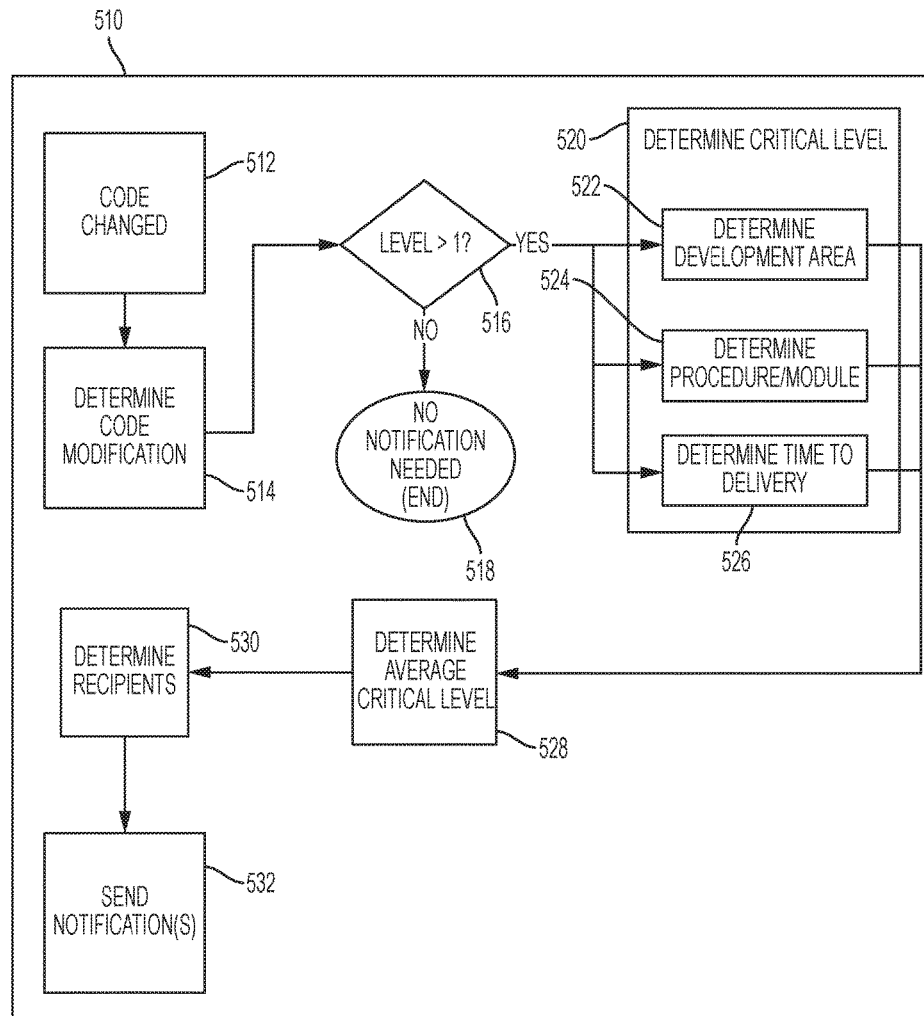 510
512
CODE
CHANGED
DETERMINE
CODE
MODIFICATION
514
LEVEL > 1?
YES
516
NO
NO
NOTIFICATION
NEEDED
(END)
518
520
DETERMINE CRITICAL LEVEL
522
DETERMINE
DEVELOPMENT AREA
524
DETERMINE
PROCEDURE/MODULE
DETERMINE TIME TO
DELIVERY
526
DETERMINE
AVERAGE
CRITICAL LEVEL
528
530
DETERMINE
RECIPIENTS
532
SEND
NOTIFICATION(S)